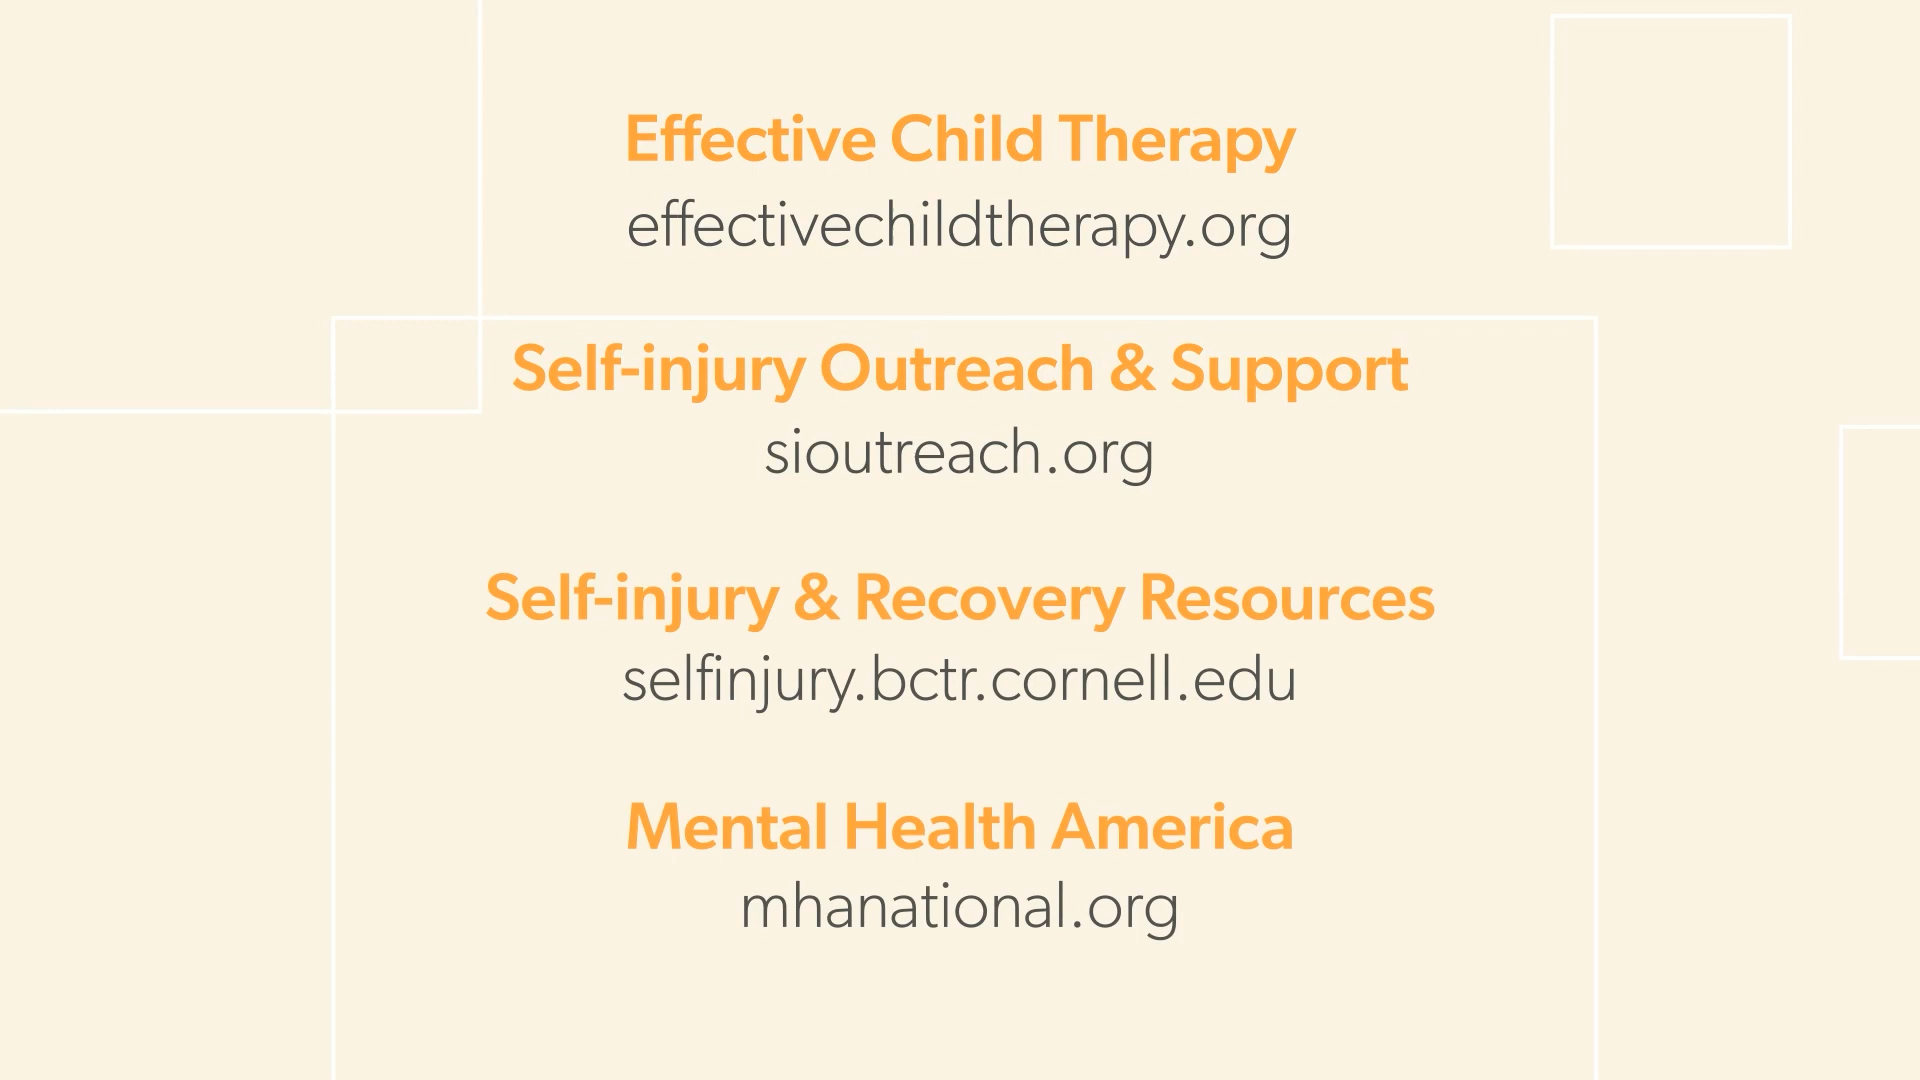 Effective Child Therapy
effectivechildtherapy.org
Self-injury Outreach & Support
sioutreach.org
Self-injury & Recovery Resources
selfinjury.bctr.cornell.edu
Mental Health America
mhanational.org